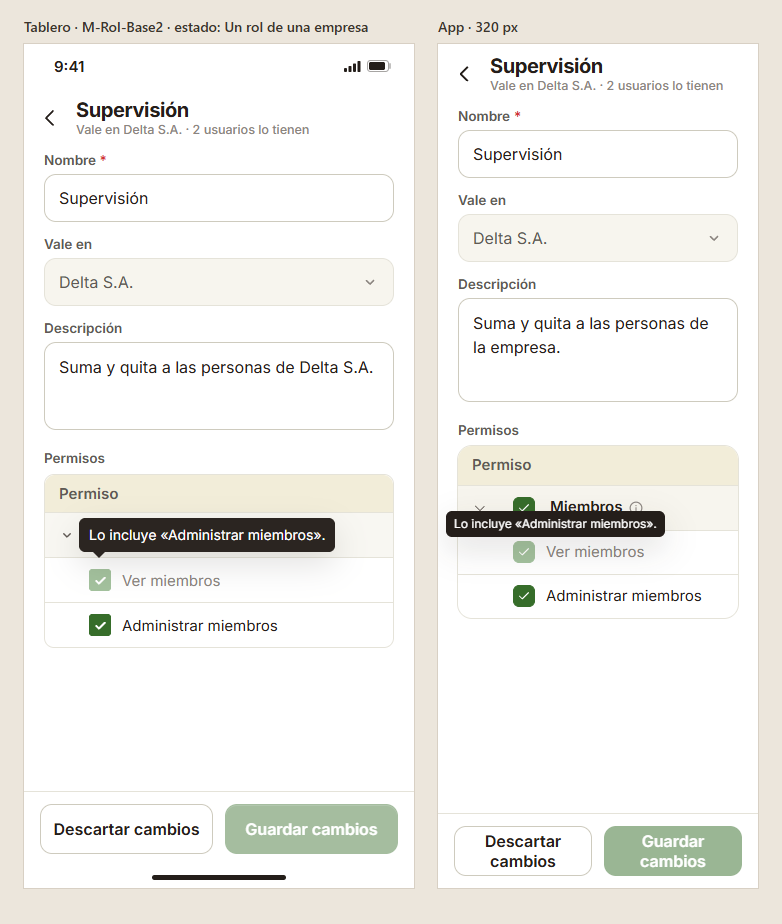 Tablero · M-Rol-Base2 · estado: Un rol de una empresa
9:41
Supervisión
Vale en Delta S.A. · 2 usuarios lo tienen
Nombre *
Supervisión
Vale en
Delta S.A.
Descripción
Suma y quita a las personas de Delta S.A.
Permisos
Permiso
Lo incluye «Administrar miembros».
Ver miembros
Administrar miembros
Descartar cambios
Guardar cambios
App · 320 px
Supervisión
Vale en Delta S.A. · 2 usuarios lo tienen
Nombre *
Supervisión
Vale en
Delta S.A.
Descripción
Suma y quita a las personas de
la empresa.
Permisos
Permiso
Miembros
Lo incluye «Administrar miembros».
Ver miembros
Administrar miembros
Descartar
cambios
Guardar
cambios